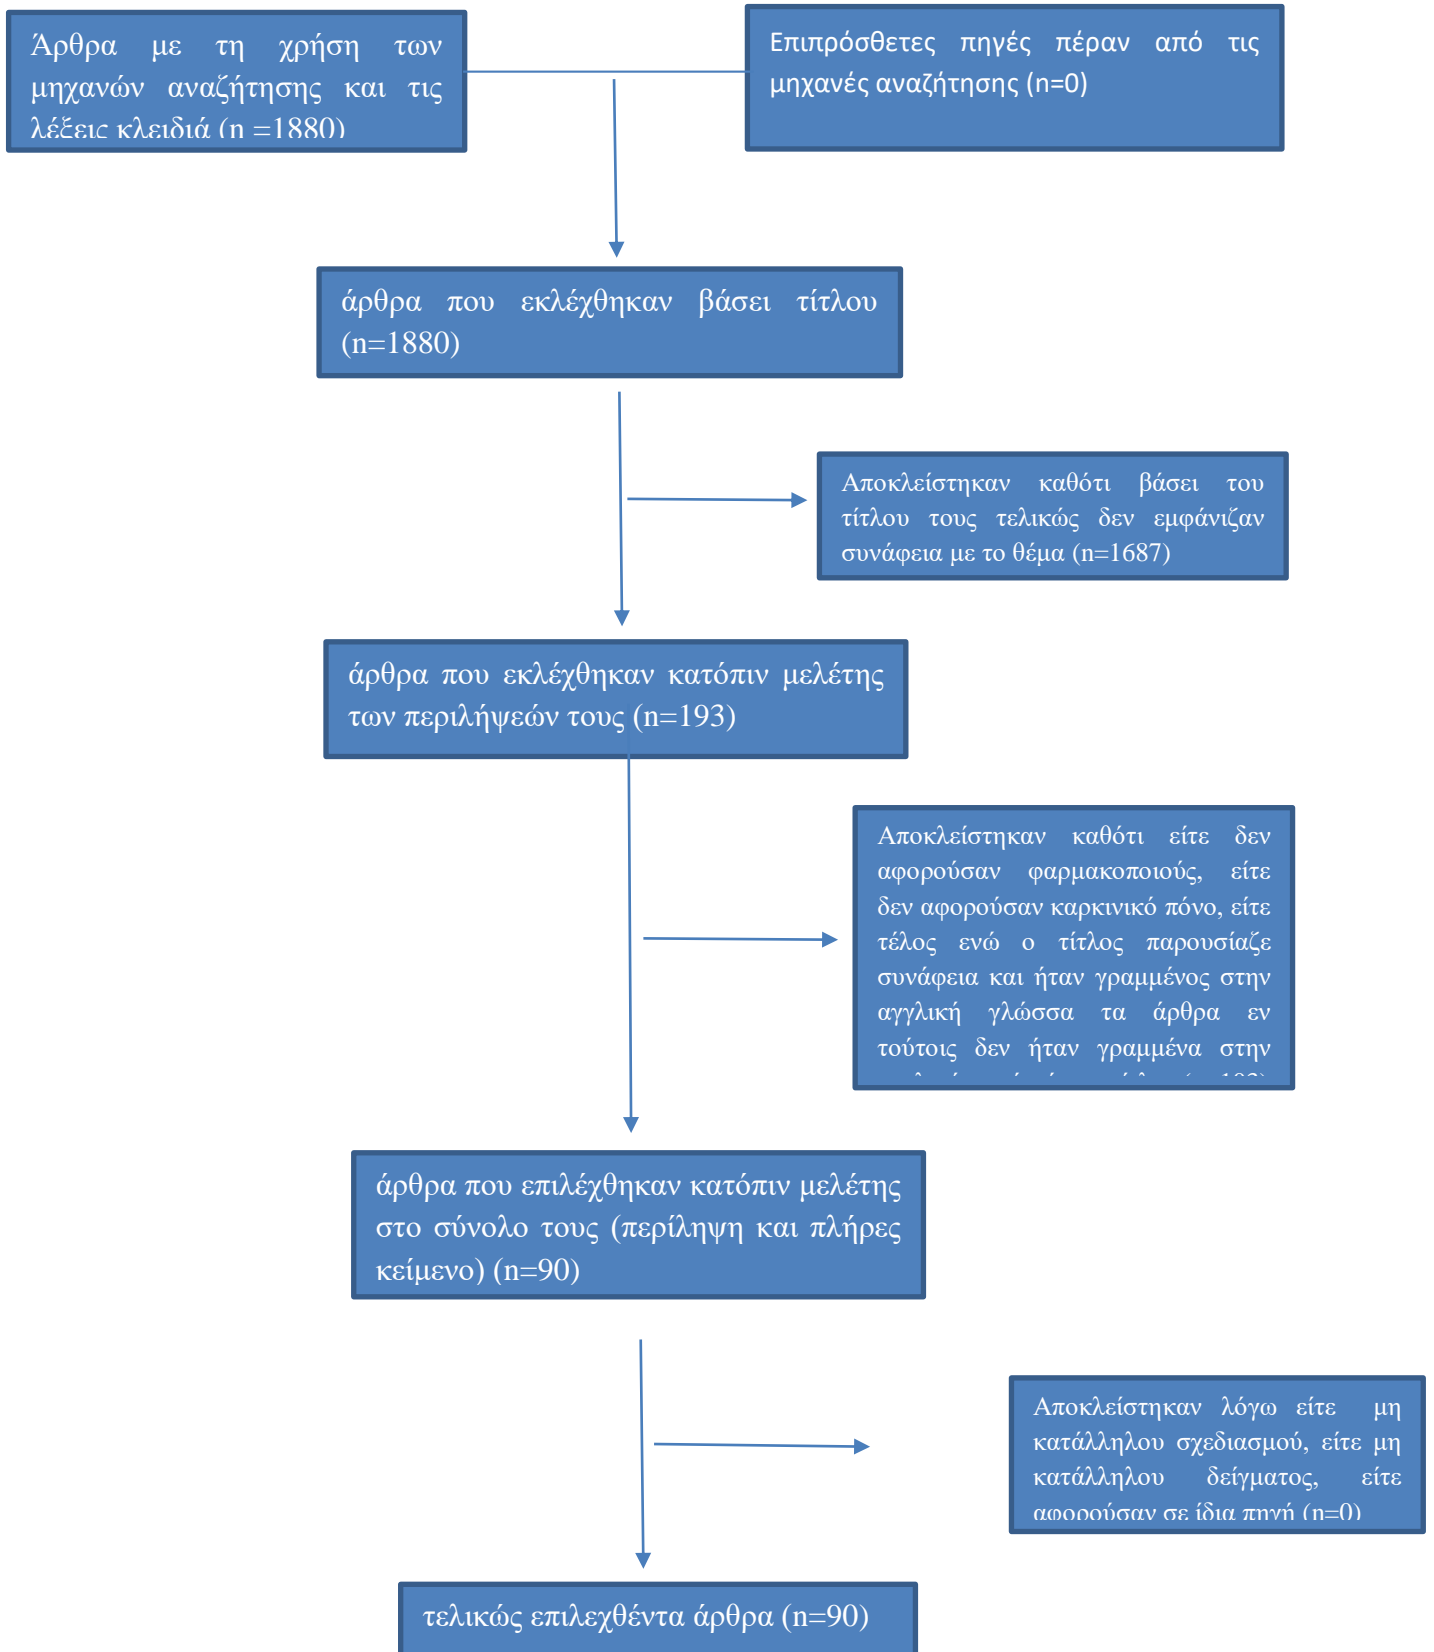 Άρθρα με τη χρήση των
μηχανών αναζήτησης και τις
λέξεις κλειδιά (n =1880)
Επιπρόσθετες πηγές πέραν από τις
μηχανές αναζήτησης (n=0)
άρθρα που εκλέχθηκαν βάσει τίτλου
(n=1880)
Αποκλείστηκαν καθότι βάσει του
τίτλου τους τελικώς δεν εμφάνιζαν
συνάφεια με το θέμα (n=1687)
άρθρα που εκλέχθηκαν κατόπιν μελέτης
των περιλήψεών τους (n=193)
Αποκλείστηκαν καθότι είτε δεν
αφορούσαν φαρμακοποιούς, είτε
δεν αφορούσαν καρκινικό πόνο, είτε
τέλος ενώ ο τίτλος παρουσίαζε
συνάφεια και ήταν γραμμένος στην
αγγλική γλώσσα τα άρθρα εν
τούτοις δεν ήταν γραμμένα στην
άρθρα που επιλέχθηκαν κατόπιν μελέτης
στο σύνολο τους (περίληψη και πλήρες
κείμενο) (n=90)
Αποκλείστηκαν λόγω είτε μη
κατάλληλου σχεδιασμού, είτε μη
κατάλληλου δείγματος, είτε
αφορούσαν σε ίδια πηγή (n=0)
τελικώς επιλεχθέντα άρθρα (n=90)